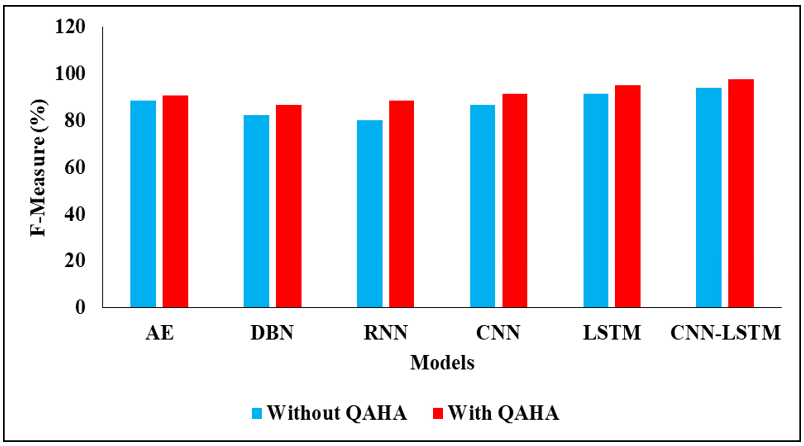 120
100
80
60
40
20
0
F-Measure (%)
AE DBN RNN CNN LSTM CNN-LSTM
Models
Without QAHA With QAHA